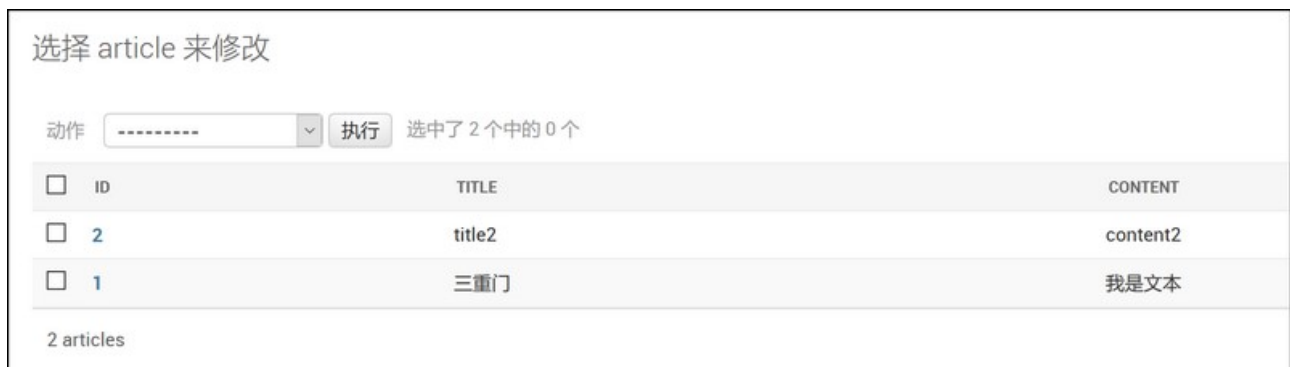 选择 article 来修改
动作 --------- 执行 选中了 2 个中的 0 个
ID TITLE CONTENT
2 title2 content2
1 三重门 我是文本
2 articles